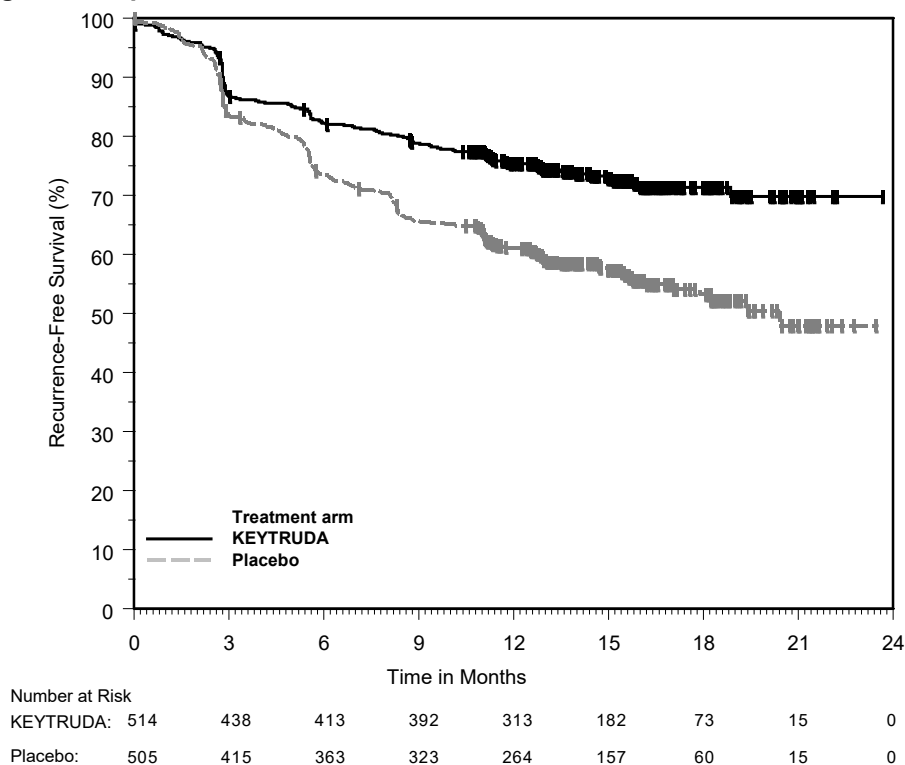 100
90
80
70
60
50
40
30
20
10
0
Recurrence-Free Survival (%)
Treatment arm
KEYTRUDA
Placebo
0 3 6 9 12 15 18 21 24
Time in Months
Number at Risk
KEYTRUDA: 514 438 413 392 313 182 73 15 0
Placebo: 505 415 363 323 264 157 60 15 0